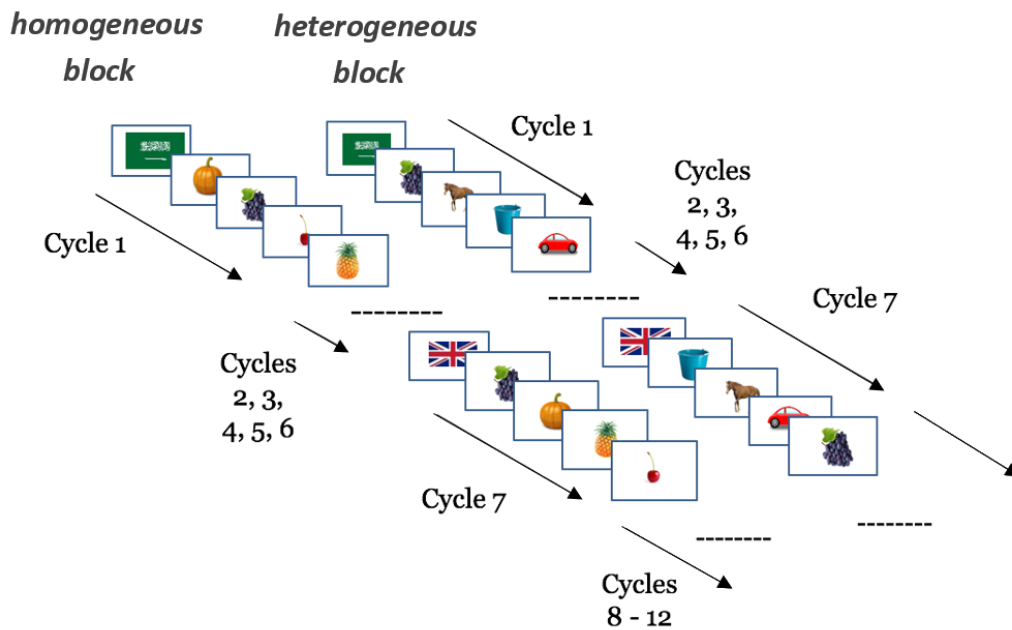 homogeneous
block
heterogeneous
block
Cycle 1
Cycles
2, 3,
4, 5, 6
Cycle 1
Cycle 7
Cycles
2, 3,
4, 5, 6
Cycle 7
Cycles
8 - 12